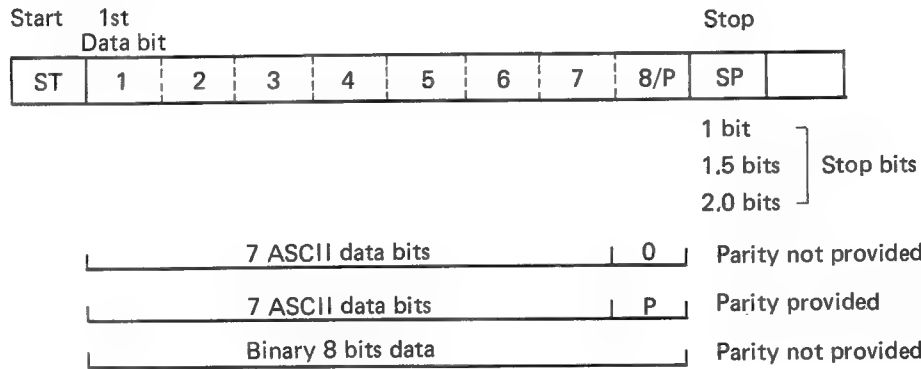 Start 1st Stop
Data bit
ST 1 2 3 4 5 6 7 8/P SP
1 bit
1.5 bits Stop bits
2.0 bits
7 ASCII data bits 0 Parity not provided
7 ASCII data bits P Parity provided
Binary 8 bits data Parity not provided